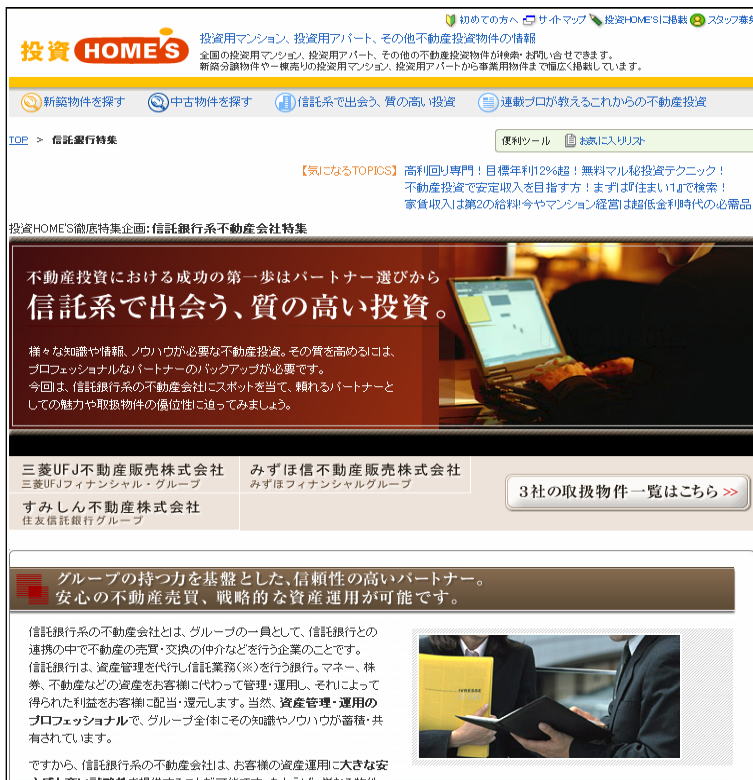 初めての方へ サイトマップ 投資HOME'Sに掲載 スタッフ募
投資 HOME'S
投資用マンション、投資用アパート、その他不動産投資物件の情報
全国の投資用マンション、投資用アパート、その他の不動産投資物件が検索・お問い合せできます。
新築分譲物件や一棟売りの投資用マンション、投資用アパートから事業用物件まで幅広く掲載しています。
新築物件を探す 中古物件を探す 信託系で出会う、質の高い投資 連載プロが教えるこれからの不動産投資
TOP > 信託銀行特集
便利ツール お気に入りリスト
【気になるTOPICS】 高利回り専門！目標年利12%超！無料マル秘投資テクニック！
不動産投資で安定収入を目指す方！まずは『住まい1』で検索！
家賃収入は第2の給料!今やマンション経営は超低金利時代の必需品
投資HOME'S徹底特集企画:信託銀行系不動産会社特集
不動産投資における成功の第一歩はパートナー選びから
信託系で出会う、質の高い投資。
様々な知識や情報、ノウハウが必要な不動産投資。その質を高めるには、
プロフェッショナルなパートナーのバックアップが必要です。
今回は、信託銀行系の不動産会社にスポットを当て、頼れるパートナーと
しての魅力や取扱物件の優位性に迫ってみましょう。
三菱UFJ不動産販売株式会社
三菱UFJフィナンシャル・グループ
みずほ信不動産販売株式会社
みずほフィナンシャルグループ
すみしん不動産株式会社
住友信託銀行グループ
3社の取扱物件一覧はこちら >>
グループの持つ力を基盤とした、信頼性の高いパートナー。
安心の不動産売買、戦略的な資産運用が可能です。
信託銀行系の不動産会社とは、グループの一員として、信託銀行との
連携の中で不動産の売買・交換の仲介などを行う企業のことです。
信託銀行は、資産管理を代行し信託業務(※)を行う銀行。マネー、株
券、不動産などの資産をお客様に代わって管理・運用し、それによって
得られた利益をお客様に配当・還元します。当然、資産管理・運用の
プロフェッショナルで、グループ全体にその知識やノウハウが蓄積・共
有されています。
IVRESSE
ですから、信託銀行系の不動産会社は、お客様の資産運用に大きな安